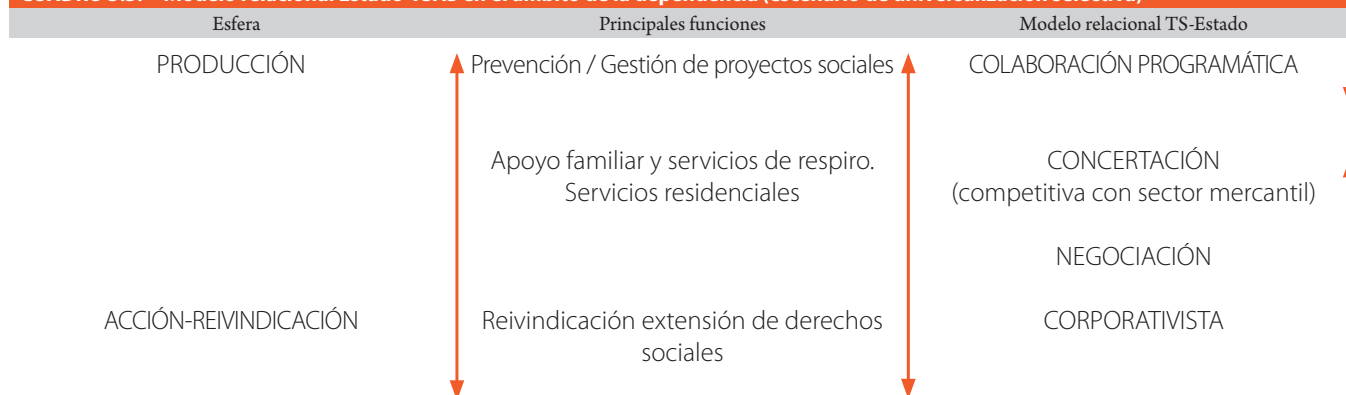 Esfera Principales funciones Modelo relacional TS-Estado
PRODUCCIÓN Prevención / Gestión de proyectos sociales COLABORACIÓN PROGRAMÁTICA
Apoyo familiar y servicios de respiro. CONCERTACIÓN
Servicios residenciales (competitiva con sector mercantil)
NEGOCIACIÓN
ACCIÓN-REIVINDICACIÓN Reivindicación extensión de derechos CORPORATIVISTA
sociales